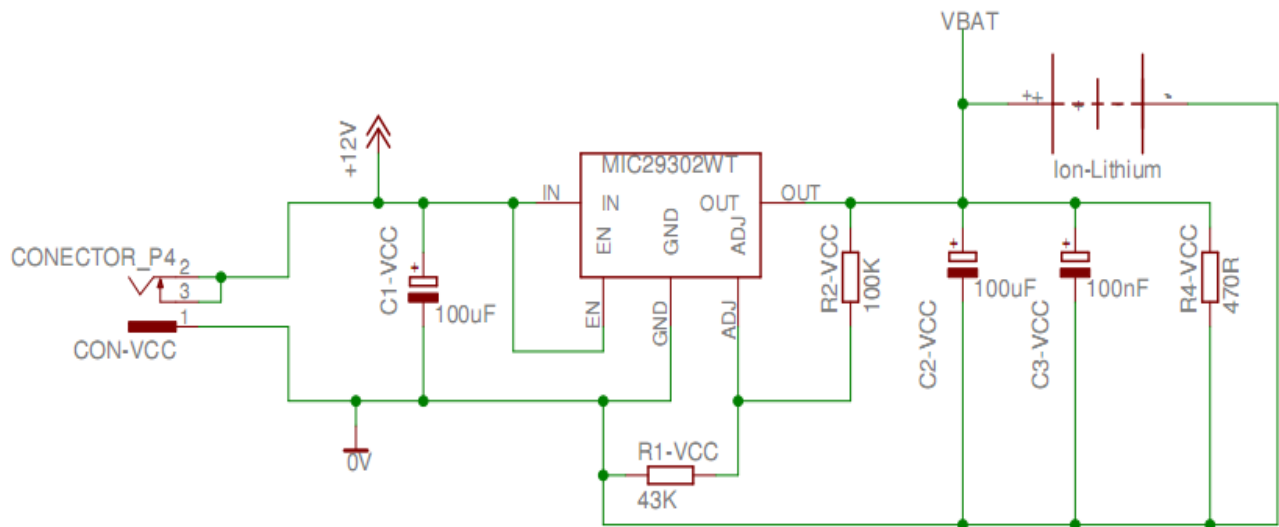 VBAT
+12V
MIC29302WT
Ion-Lithium
IN
IN
OUT
OUT
EN
GND
ADJ
CONECTOR_P4
2
3
1
CON-VCC
C1-VCC
100uF
EN
GND
ADJ
R2-VCC
100K
C2-VCC
100uF
C3-VCC
100nF
R4-VCC
470R
0V
R1-VCC
43K